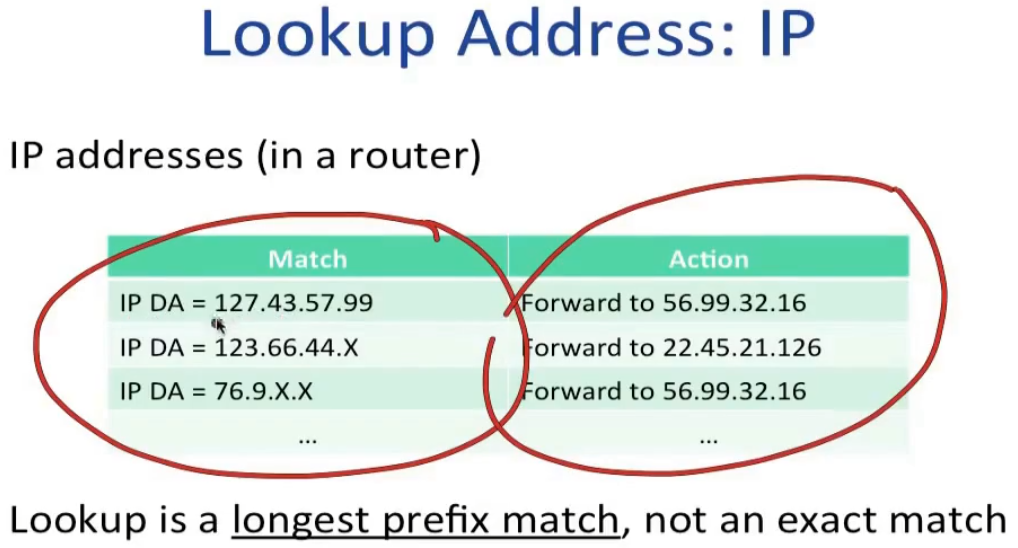 Lookup Address: IP
IP addresses (in a router)
Match Action
IP DA = 127.43.57.99 Forward to 56.99.32.16
IP DA = 123.66.44.X Forward to 22.45.21.126
IP DA = 76.9.X.X Forward to 56.99.32.16
... ...
Lookup is a longest prefix match, not an exact match